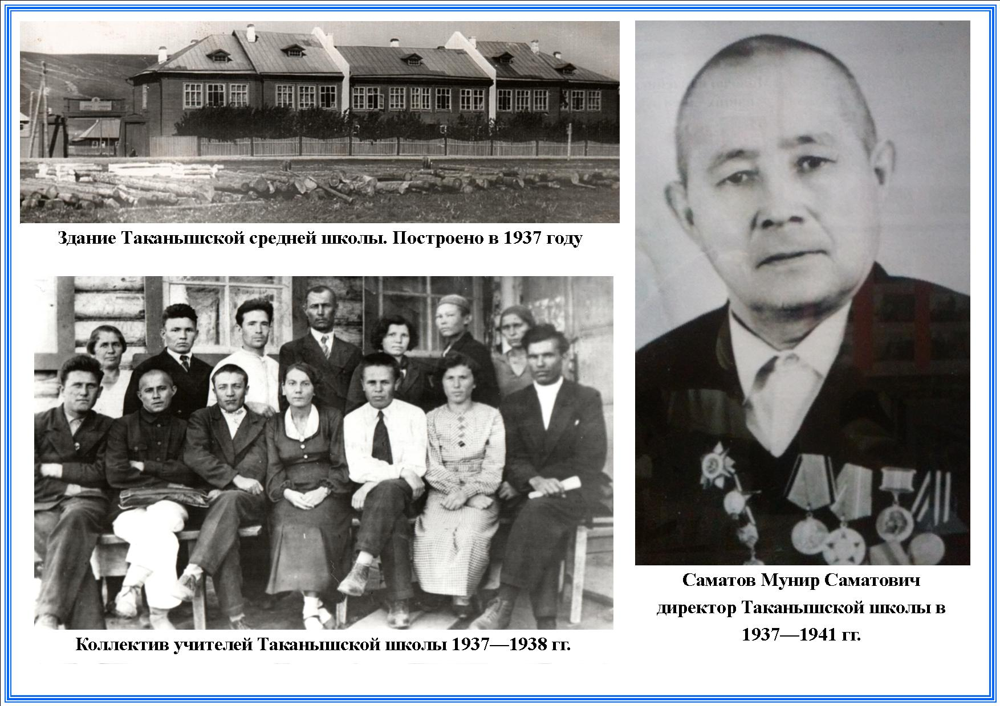 Здание Таканышской средней школы. Построено в 1937 году
Коллектив учителей Таканышской школы 1937—1938 гг.
Саматов Мунир Саматович
директор Таканышской школы в
1937—1941 гг.